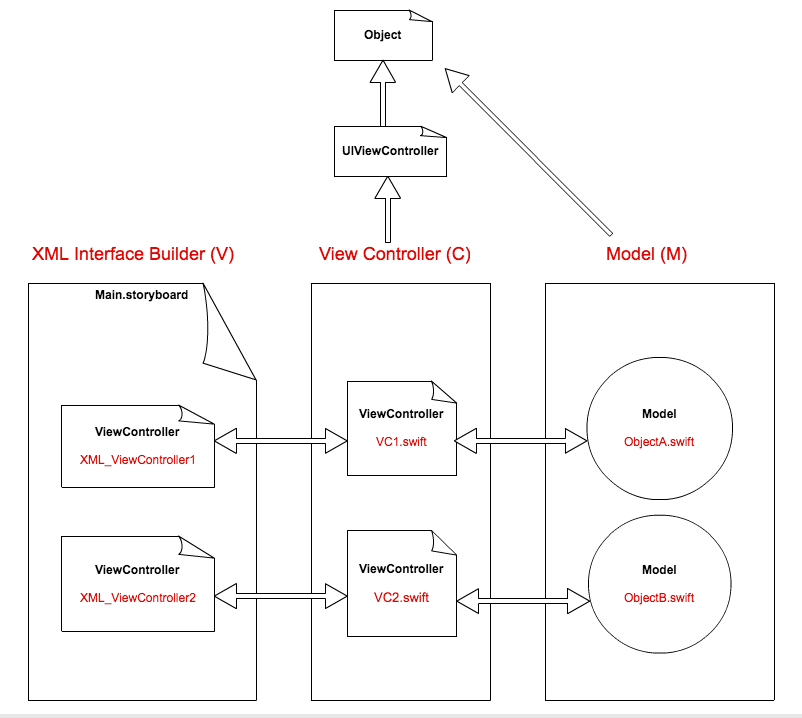 Object
UIViewController
XML Interface Builder (V)
View Controller (C)
Model (M)
Main.storyboard
ViewController
XML_ViewController1
ViewController
VC1.swift
Model
ObjectA.swift
ViewController
XML_ViewController2
ViewController
VC2.swift
Model
ObjectB.swift